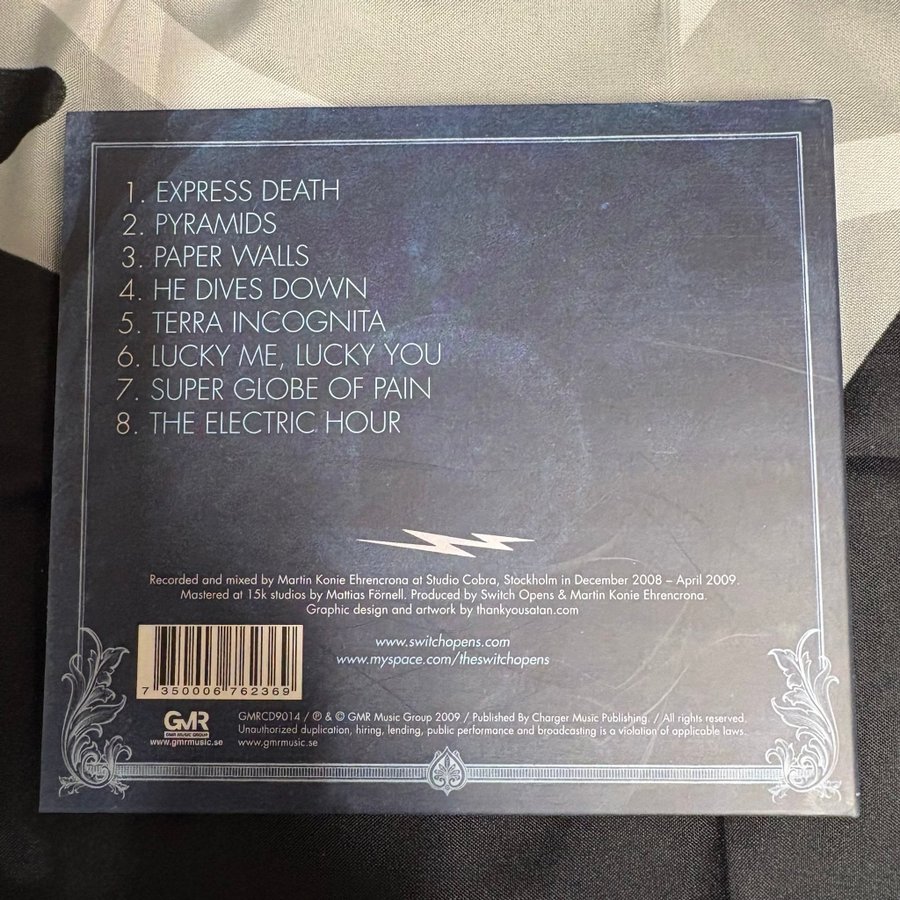 1. EXPRESS DEATH
2. PYRAMIDS
3. PAPER WALLS
4. HE DIVES DOWN
5. TERRA INCOGNITA
6. LUCKY ME, LUCKY YOU
7. SUPER GLOBE OF PAIN
8. THE ELECTRIC HOUR
Recorded and mixed by Martin Konie Ehrencrona at Studio Cobra, Stockholm in December 2008 – April 2009.
Mastered at 15k studios by Mattias Förnell. Produced by Switch Opens & Martin Konie Ehrencrona.
Graphic design and artwork by thankyousatan.com
www.switchopens.com
www.myspace.com/theswitchopens
7 350006 762369
GMR
GMR MUSIC GROUP
www.gmrmusic.se
GMRCD9014 / ℗ & © GMR Music Group 2009 / Published By Charger Music Publishing. / All rights reserved.
Unauthorized duplication, hiring, lending, public performance and broadcasting is a violation of applicable laws.
www.gmrmusic.se